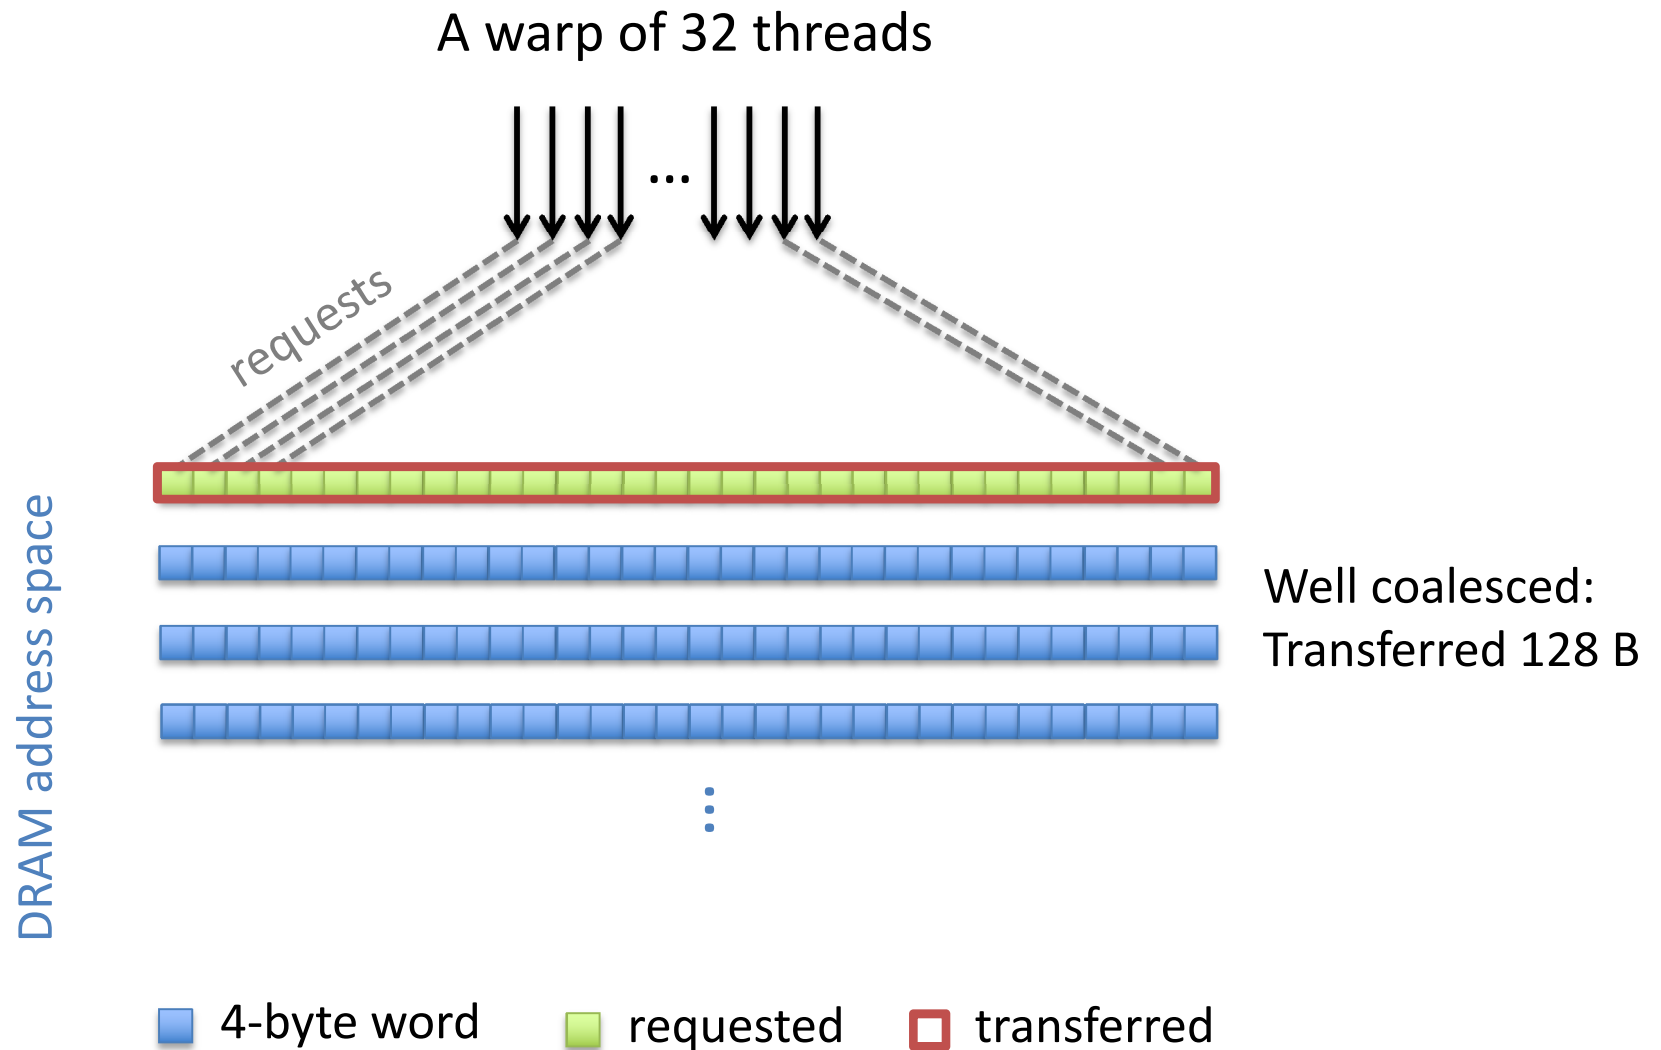 A warp of 32 threads
...
requests
DRAM address space
Well coalesced:
Transferred 128 B
...
4-byte word
requested
transferred